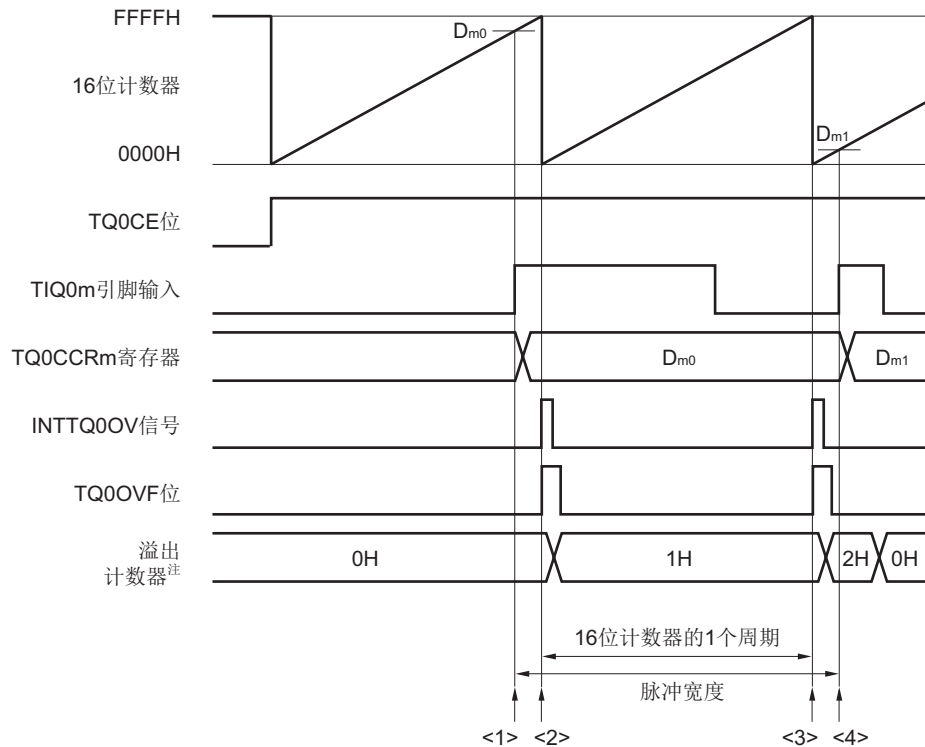 FFFFH
Dm0
16位计数器
Dm1
0000H
TQ0CE位
TIQ0m引脚输入
TQ0CCRm寄存器
Dm0
Dm1
INTTQ0OV信号
TQ0OVF位
溢出
计数器注
0H
1H
2H
0H
16位计数器的1个周期
脉冲宽度
<1>
<2>
<3>
<4>